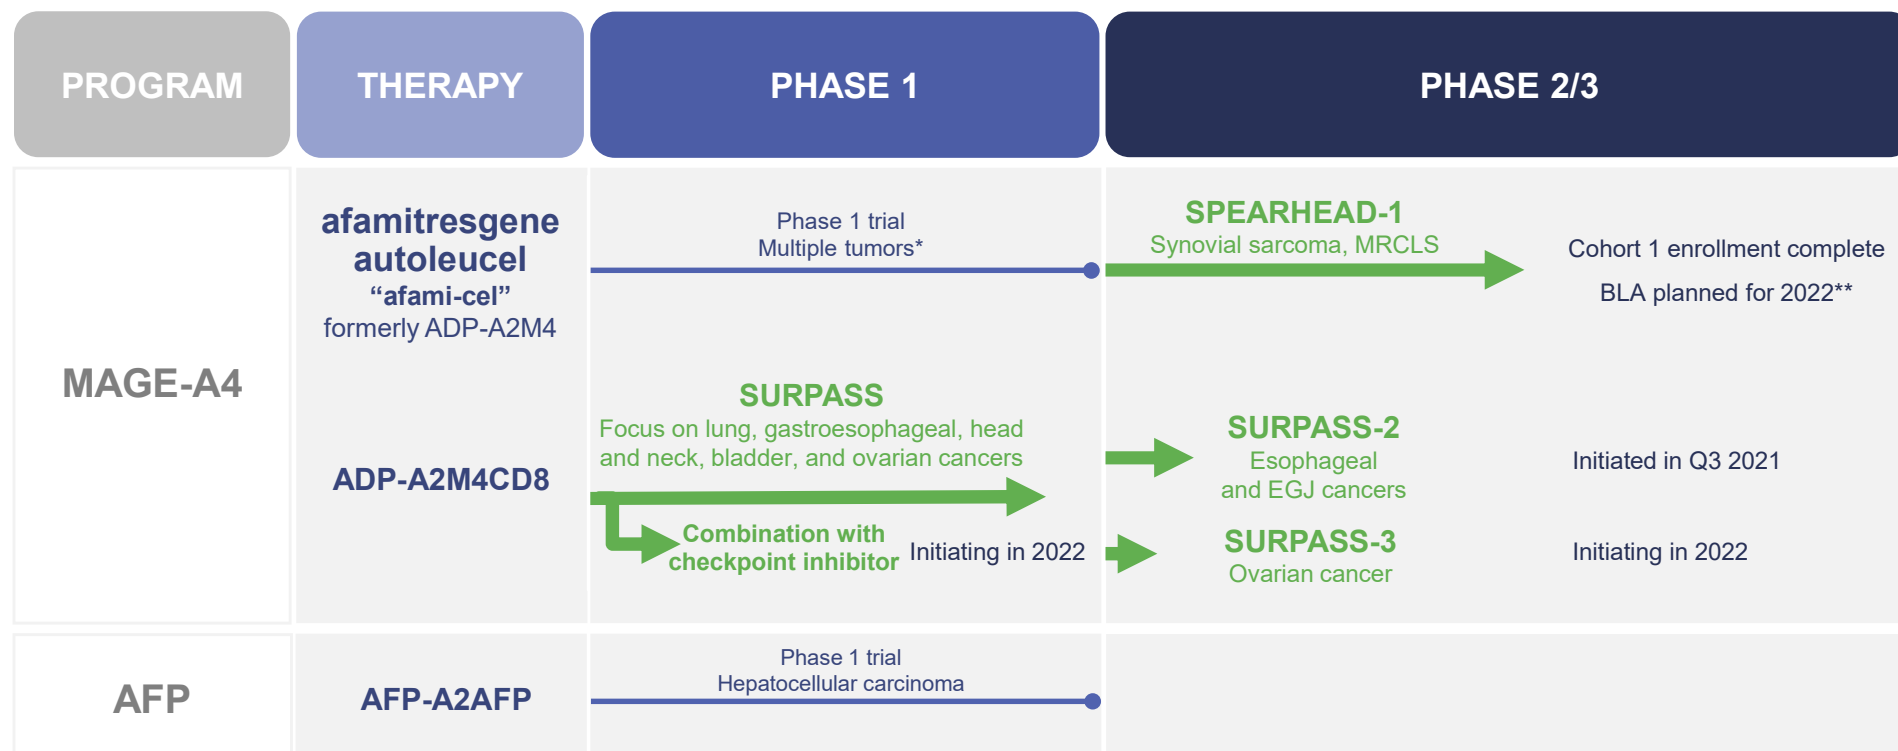 PROGRAM
THERAPY
PHASE 1
PHASE 2/3
MAGE-A4
afamitresgene
autoleucel
“afami-cel”
formerly ADP-A2M4
Phase 1 trial
Multiple tumors*
SPEARHEAD-1
Synovial sarcoma, MRCLS
Cohort 1 enrollment complete
BLA planned for 2022**
ADP-A2M4CD8
SURPASS
Focus on lung, gastroesophageal, head
and neck, bladder, and ovarian cancers
Combination with
checkpoint inhibitor
Initiating in 2022
SURPASS-2
Esophageal
and EGJ cancers
Initiated in Q3 2021
SURPASS-3
Ovarian cancer
Initiating in 2022
AFP
AFP-A2AFP
Phase 1 trial
Hepatocellular carcinoma